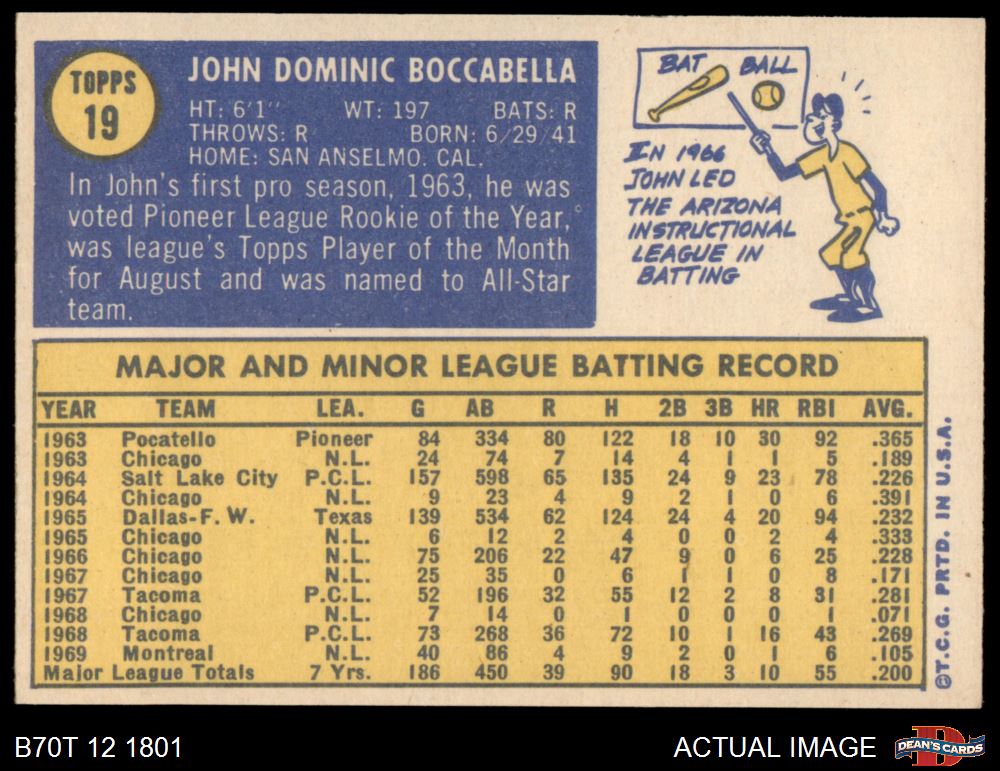 TOPPS
19
JOHN DOMINIC BOCCABELLA
HT: 6'1" WT: 197 BATS: R
THROWS: R BORN: 6/29/41
HOME: SAN ANSELMO. CAL.
In John's first pro season, 1963, he was
voted Pioneer League Rookie of the Year,
was league's Topps Player of the Month
for August and was named to All-Star
team.
BAT BALL
IN 1966
JOHN LED
THE ARIZONA
INSTRUCTIONAL
LEAGUE IN
BATTING
MAJOR AND MINOR LEAGUE BATTING RECORD
YEAR TEAM LEA. G AB R H 2B 3B HR RBI AVG.
1963 Pocatello Pioneer 84 334 80 122 18 10 30 92 .365
1963 Chicago N.L. 24 74 7 14 4 1 1 5 .189
1964 Salt Lake City P.C.L. 157 598 65 135 24 9 23 78 .226
1964 Chicago N.L. 9 23 4 9 2 1 0 6 .391
1965 Dallas-F. W. Texas 139 534 62 124 24 4 20 94 .232
1965 Chicago N.L. 6 12 2 4 0 0 2 4 .333
1966 Chicago N.L. 75 206 22 47 9 0 6 25 .228
1967 Chicago N.L. 25 35 0 6 1 1 0 8 .171
1967 Tacoma P.C.L. 52 196 32 55 12 2 8 31 .281
1968 Chicago N.L. 7 14 0 1 0 0 0 1 .071
1968 Tacoma P.C.L. 73 268 36 72 10 1 16 43 .269
1969 Montreal N.L. 40 86 4 9 2 0 1 6 .105
Major League Totals 7 Yrs. 186 450 39 90 18 3 10 55 .200
©T.C.G. PRTD. IN U.S.A.
B70T 12 1801
ACTUAL IMAGE
D
DEAN'S CARDS